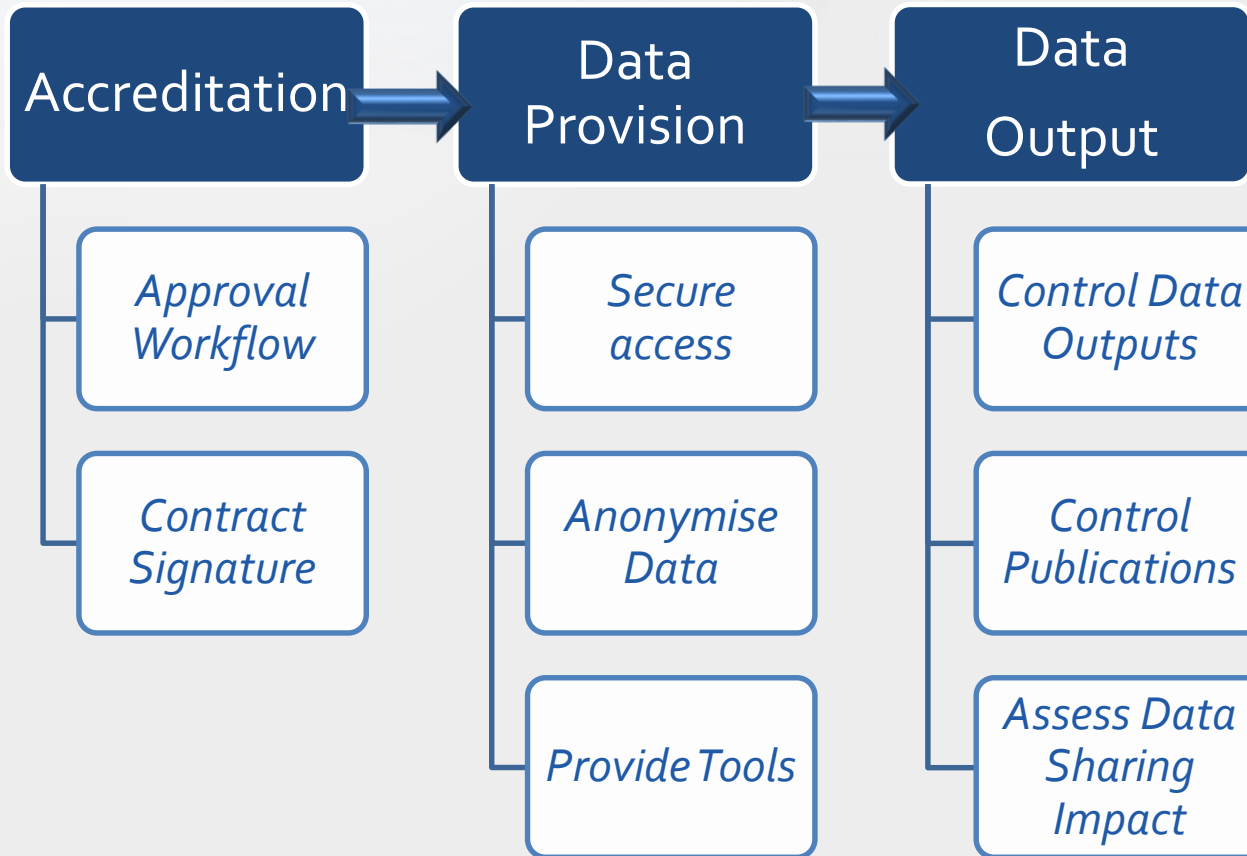 Accreditation
Approval
Workflow
Contract
Signature
Data
Provision
Secure
access
Anonymise
Data
Provide Tools
Data
Output
Control Data
Outputs
Control
Publications
Assess Data
Sharing
Impact